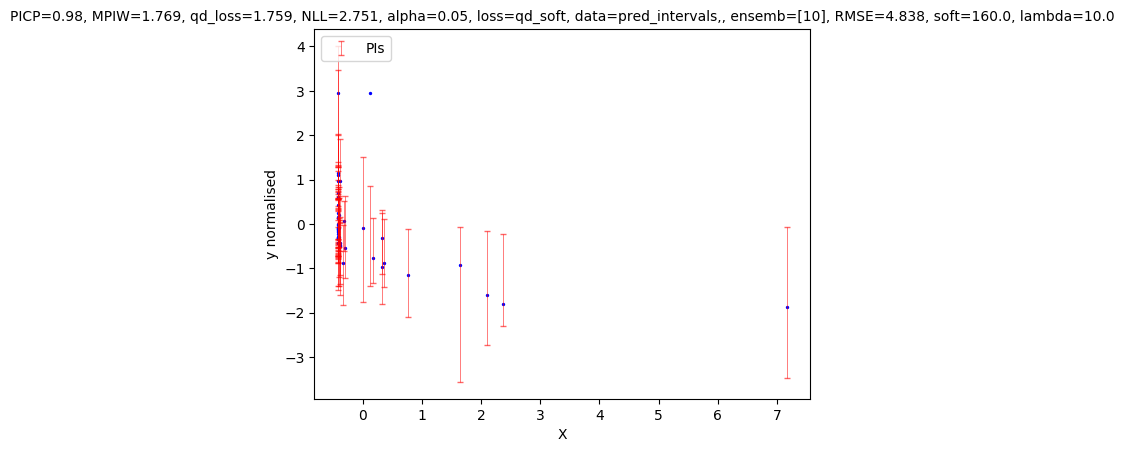 PICP=0.98, MPIW=1.769, qd_loss=1.759, NLL=2.751, alpha=0.05, loss=qd_soft, data=pred_intervals,, ensemb=[10], RMSE=4.838, soft=160.0, lambda=10.0
PIs
4
3
2
1
0
−1
−2
−3
y normalised
0 1 2 3 4 5 6 7
X